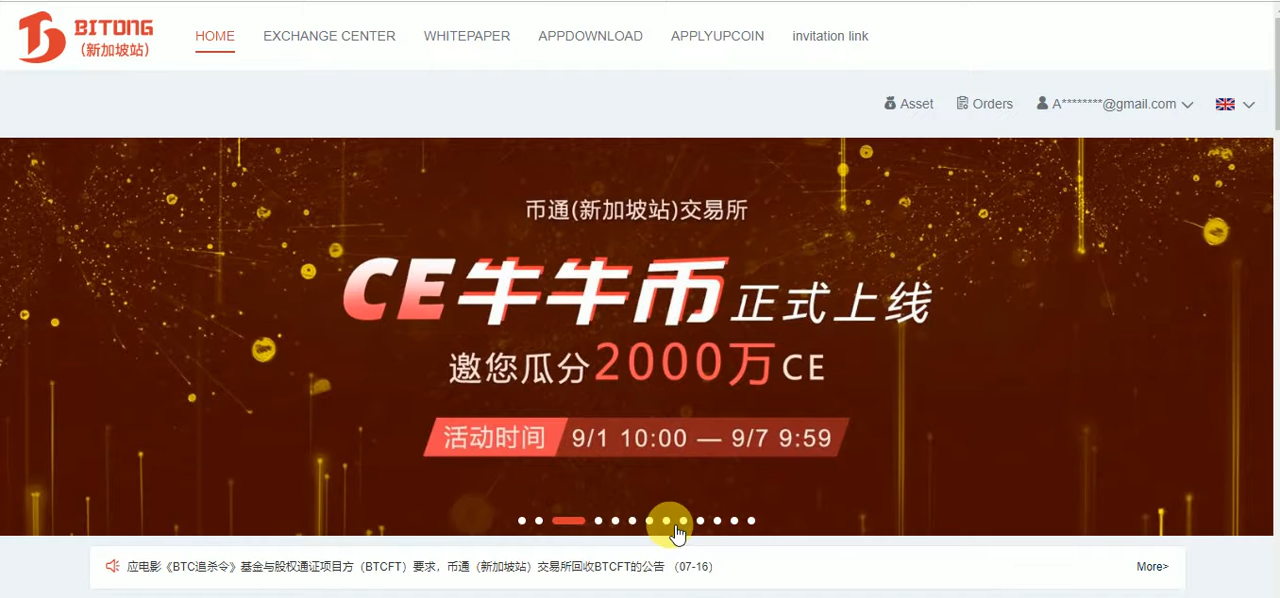 BITONG
(新加坡站)
HOME EXCHANGE CENTER WHITEPAPER APPDOWNLOAD APPLYUPCOIN invitation link
Asset Orders A********@gmail.com
币通(新加坡站)交易所
CE牛牛币正式上线
邀您瓜分2000万CE
活动时间 9/1 10:00 — 9/7 9:59
应电影《BTC追杀令》基金与股权通证项目方（BTCFT）要求，币通（新加坡站）交易所回收BTCFT的公告 （07-16） More>